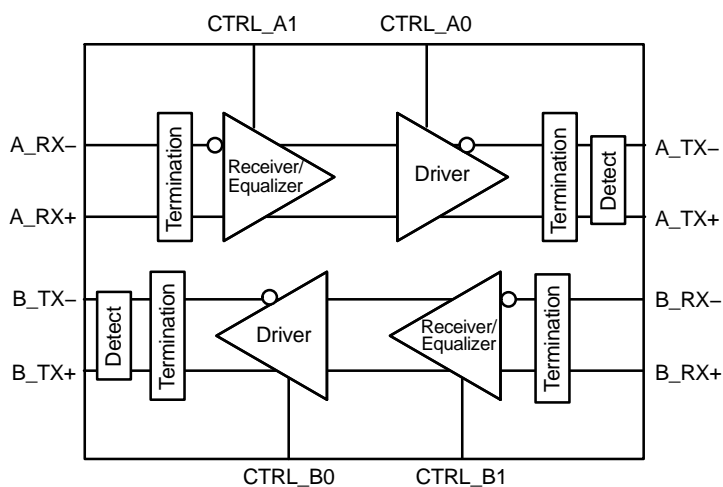 CTRL_A1
CTRL_A0
A_RX−
A_RX+
Termination
Receiver/
Equalizer
Driver
Termination
Detect
A_TX−
A_TX+
B_TX−
B_TX+
Detect
Termination
Driver
Receiver/
Equalizer
Termination
B_RX−
B_RX+
CTRL_B0
CTRL_B1